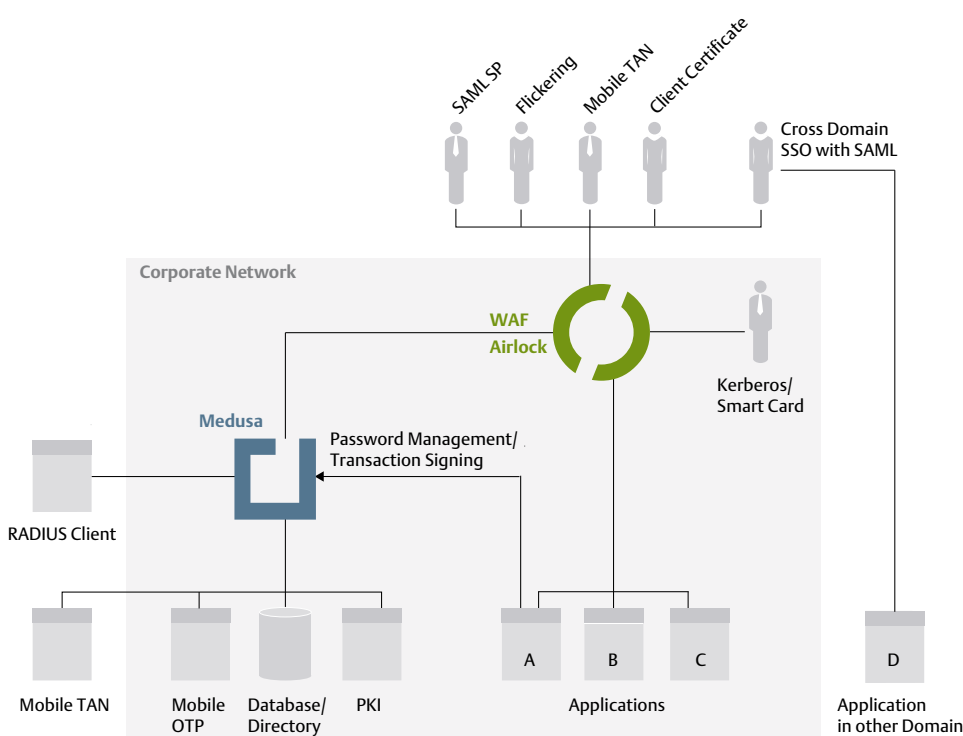 SAML SP
Flickering
Mobile TAN
Client Certificate
Cross Domain
SSO with SAML
Corporate Network
WAF
Airlock
Kerberos/
Smart Card
Medusa
Password Management/
Transaction Signing
RADIUS Client
A
B
C
D
Mobile TAN
Mobile
OTP
Database/
Directory
PKI
Applications
Application
in other Domain